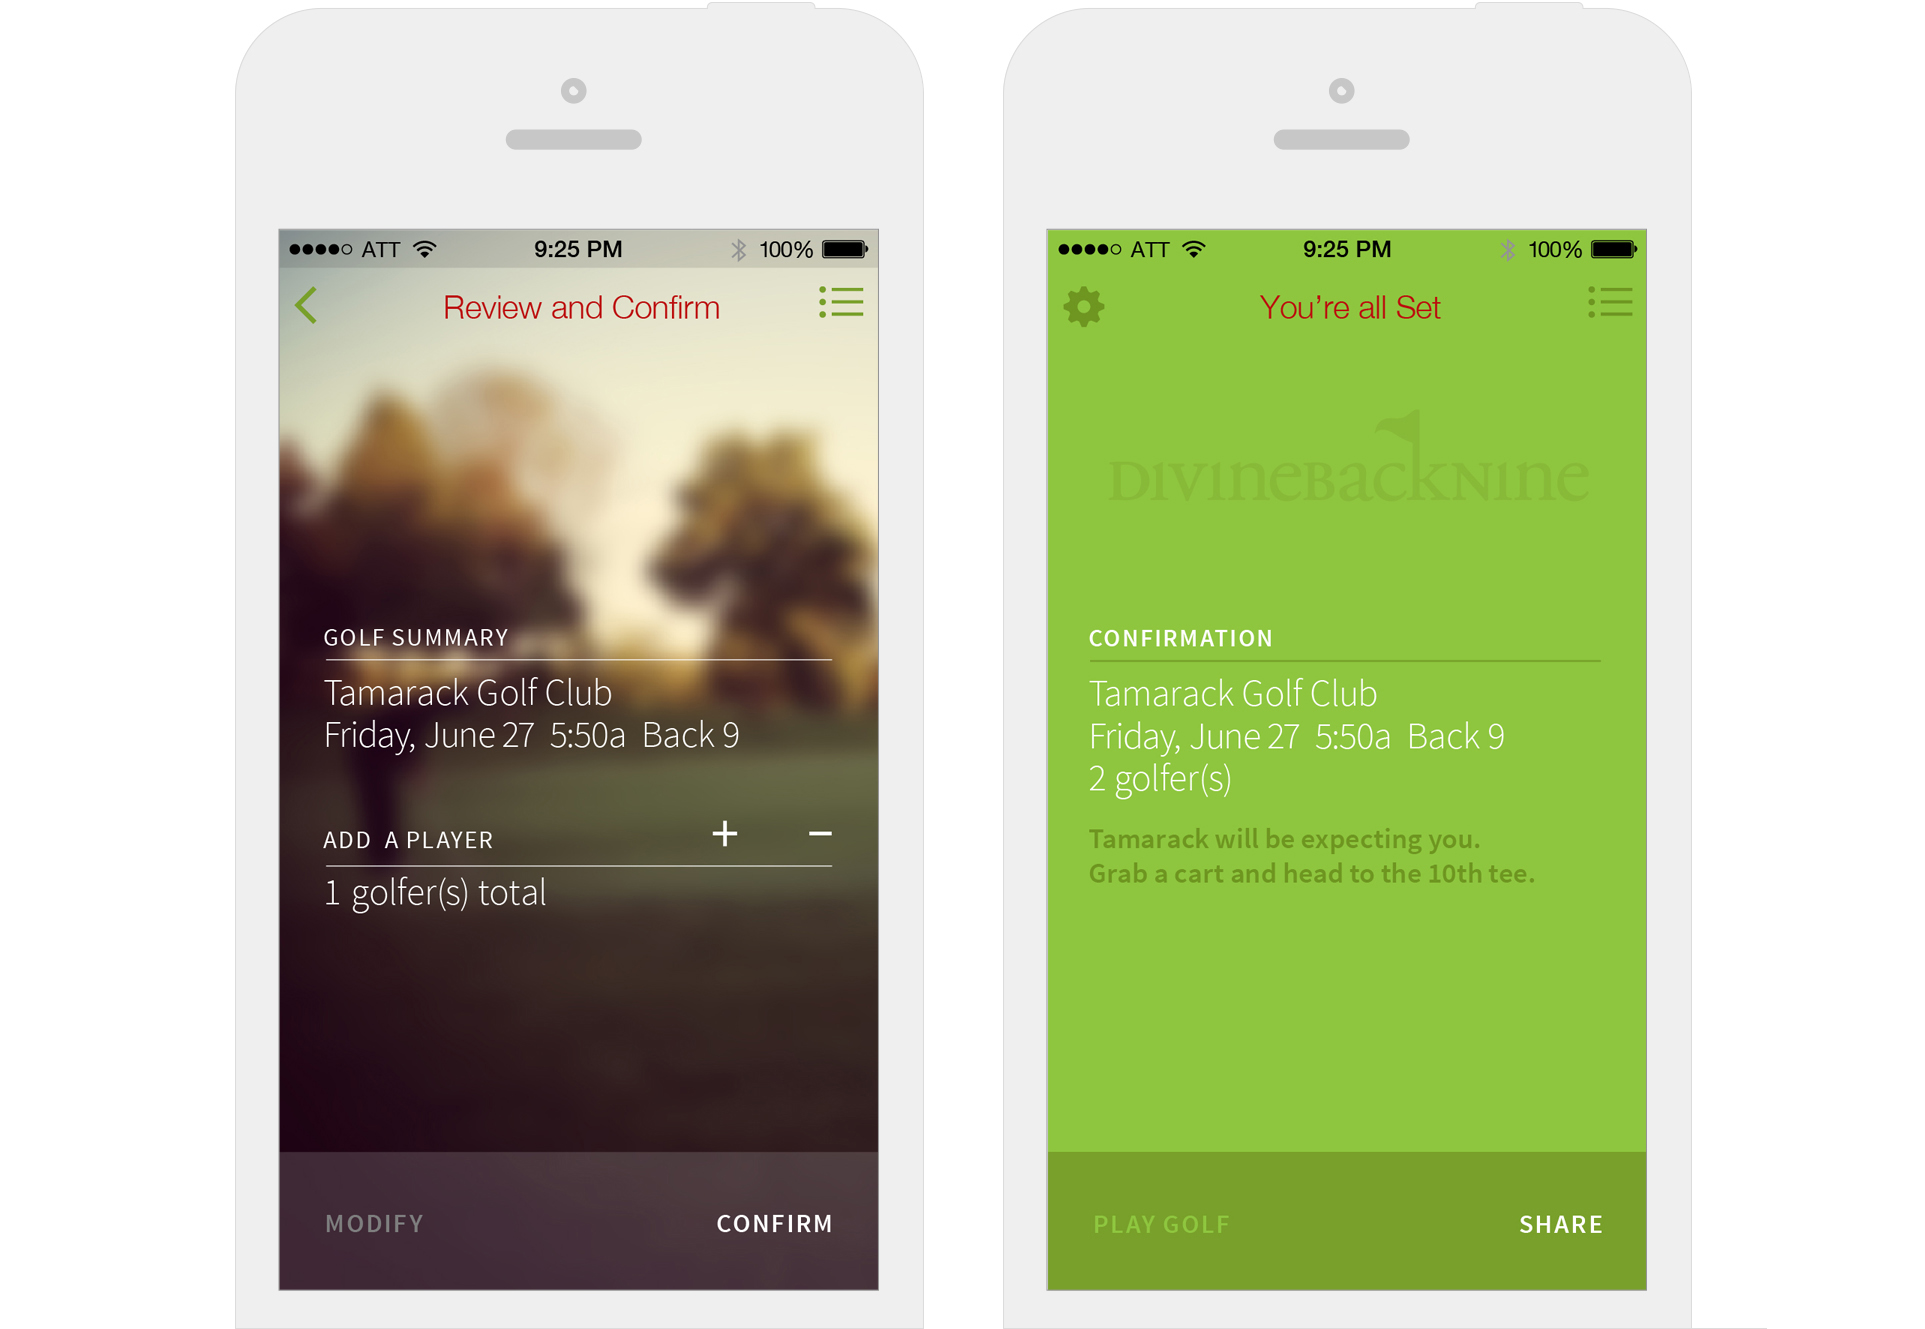 ATT 9:25 PM 100%
Review and Confirm
GOLF SUMMARY
Tamarack Golf Club
Friday, June 27 5:50a Back 9
ADD A PLAYER + −
1 golfer(s) total
MODIFY CONFIRM
ATT 9:25 PM 100%
You’re all Set
DIVINEBACKNINE
CONFIRMATION
Tamarack Golf Club
Friday, June 27 5:50a Back 9
2 golfer(s)
Tamarack will be expecting you.
Grab a cart and head to the 10th tee.
PLAY GOLF SHARE